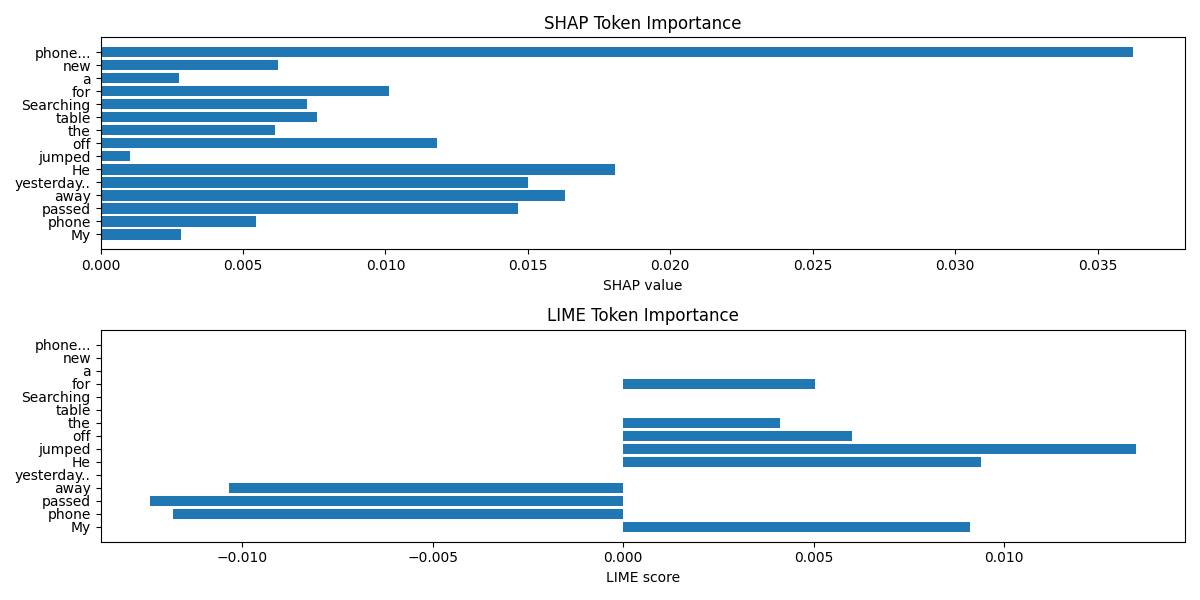 SHAP Token Importance
phone...
new
a
for
Searching
table
the
off
jumped
He
yesterday..
away
passed
phone
My
0.000 0.005 0.010 0.015 0.020 0.025 0.030 0.035
SHAP value
LIME Token Importance
phone...
new
a
for
Searching
table
the
off
jumped
He
yesterday..
away
passed
phone
My
−0.010 −0.005 0.000 0.005 0.010
LIME score